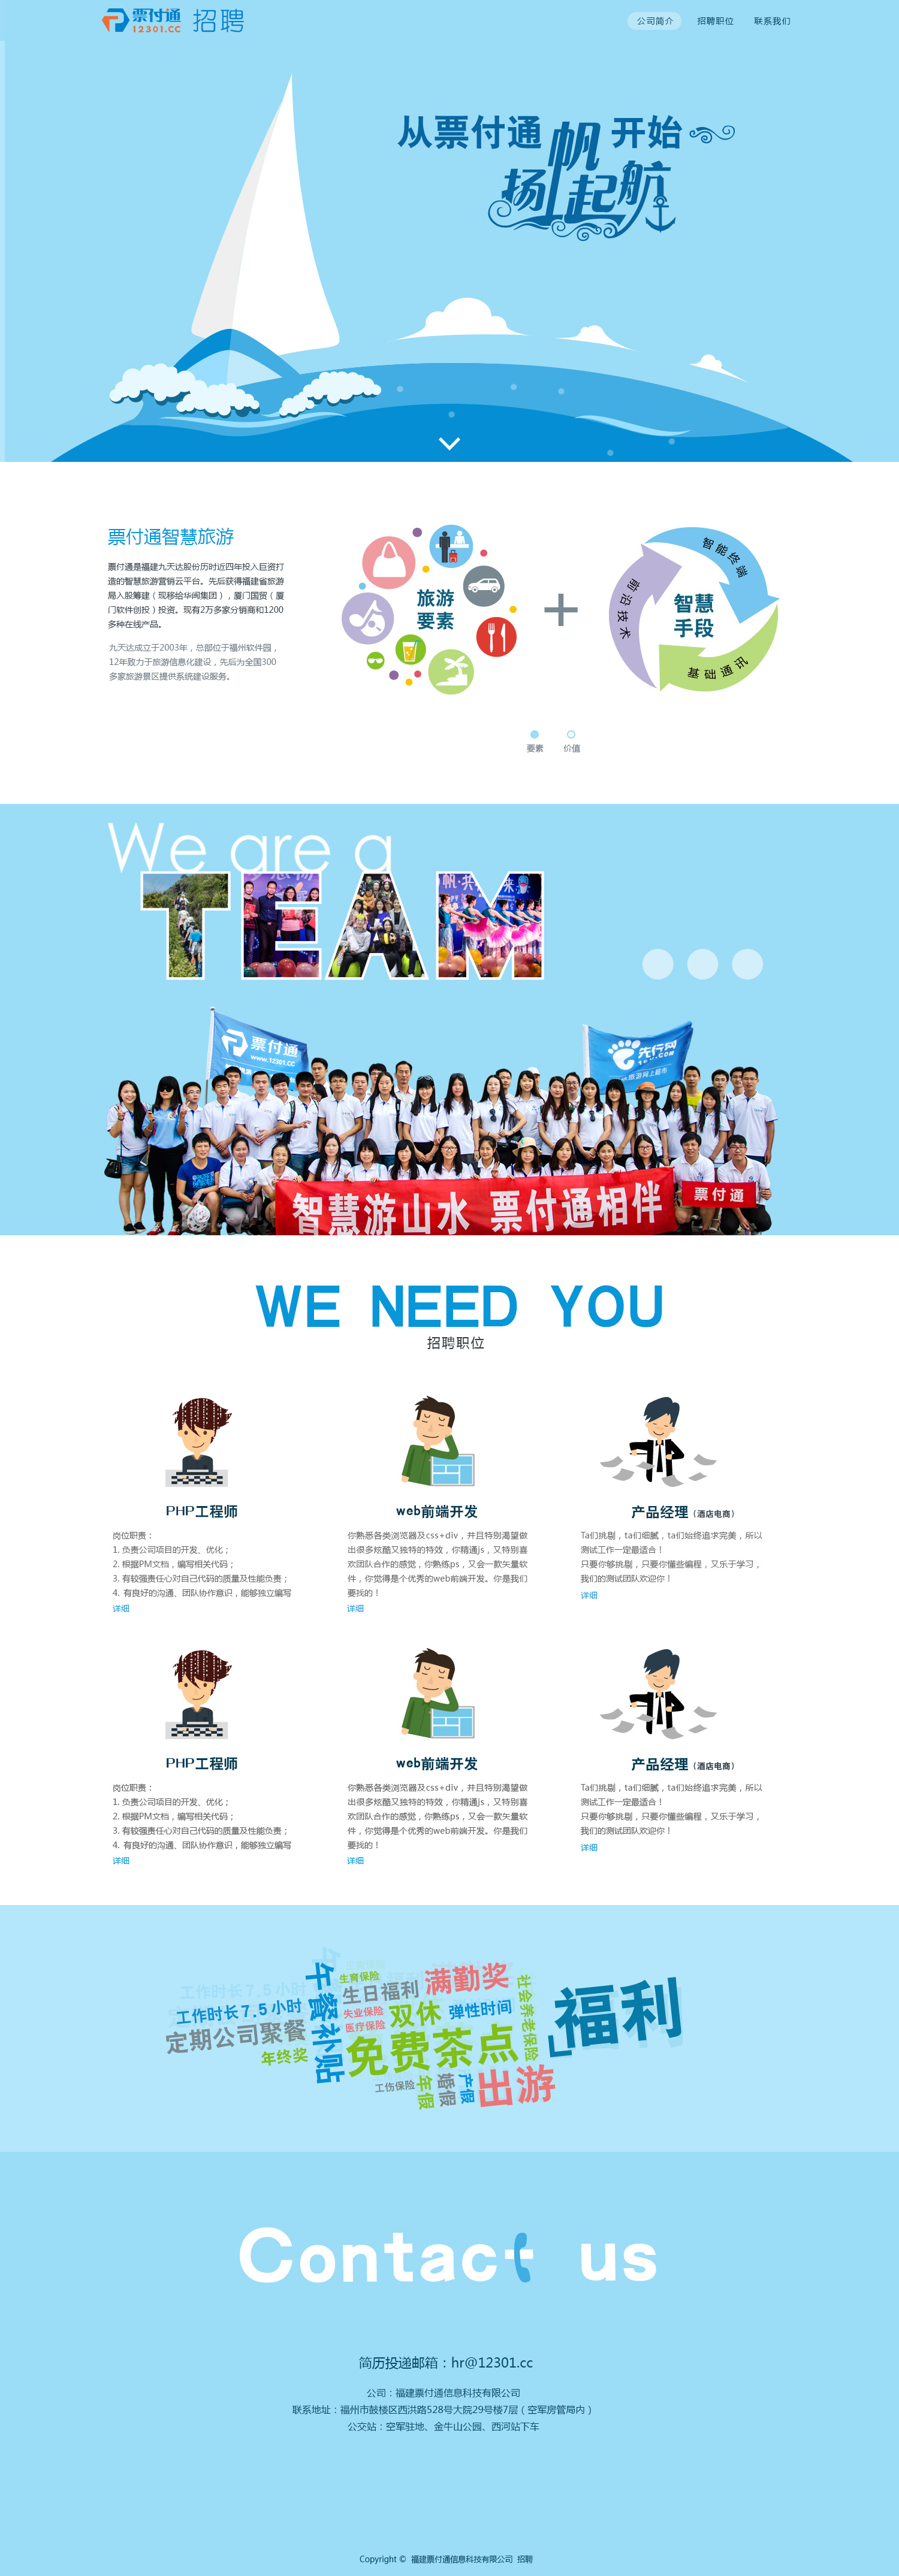 票付通
12301.CC
招聘
公司简介
招聘职位
联系我们
从票付通
扬帆起航
开始
票付通智慧旅游
票付通是福建九天达股份历时近四年投入巨资打
造的智慧旅游营销云平台。先后获得福建省旅游
局入股筹建（现移给华闽集团），厦门国贸（厦
门软件创投）投资。现有2万多家分销商和1200
多种在线产品。
九天达成立于2003年，总部位于福州软件园，
12年致力于旅游信息化建设，先后为全国300
多家旅游景区提供系统建设服务。
旅游
要素
智能终端
前沿技术
基础通讯
智慧
手段
要素
价值
We are a
TEAM
票付通
www.12301.CC
先行网
智慧游山水 票付通相伴
票付通
WE NEED YOU
招聘职位
PHP工程师
岗位职责：
1. 负责公司项目的开发、优化；
2. 根据PM文档，编写相关代码；
3. 有较强责任心对自己代码的质量及性能负责；
4. 有良好的沟通、团队协作意识，能够独立编写
详细
web前端开发
你熟悉各类浏览器及css+div，并且特别渴望做
出很多炫酷又独特的特效，你精通js，又特别喜
欢团队合作的感觉，你熟练ps，又会一款矢量软
件，你觉得是个优秀的web前端开发。你是我们
要找的！
详细
产品经理（酒店电商）
Ta们挑剔，ta们细腻，ta们始终追求完美，所以
测试工作一定最适合！
只要你够挑剔，只要你懂些编程，又乐于学习，
我们的测试团队欢迎你！
详细
PHP工程师
岗位职责：
1. 负责公司项目的开发、优化；
2. 根据PM文档，编写相关代码；
3. 有较强责任心对自己代码的质量及性能负责；
4. 有良好的沟通、团队协作意识，能够独立编写
详细
web前端开发
你熟悉各类浏览器及css+div，并且特别渴望做
出很多炫酷又独特的特效，你精通js，又特别喜
欢团队合作的感觉，你熟练ps，又会一款矢量软
件，你觉得是个优秀的web前端开发。你是我们
要找的！
详细
产品经理（酒店电商）
Ta们挑剔，ta们细腻，ta们始终追求完美，所以
测试工作一定最适合！
只要你够挑剔，只要你懂些编程，又乐于学习，
我们的测试团队欢迎你！
详细
工作时长7.5小时
定期公司聚餐
年终奖
午餐补贴
生育保险
生日福利
满勤奖
失业保险
医疗保险
双休
弹性时间
社会养老保险
免费茶点
工伤保险
年假
婚假
产假
出游
福利
Contact us
简历投递邮箱：hr@12301.cc
公司：福建票付通信息科技有限公司
联系地址：福州市鼓楼区西洪路528号大院29号楼7层（空军房管局内）
公交站：空军驻地、金牛山公园、西河站下车
Copyright © 福建票付通信息科技有限公司 招聘